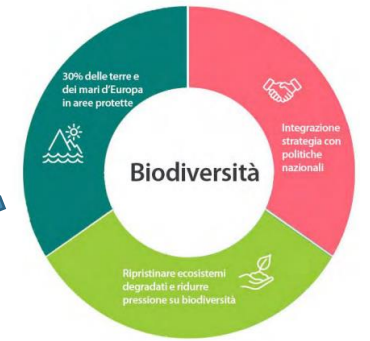 30% delle terre e
dei mari d'Europa
in aree protette
Integrazione
strategia con
politiche
nazionali
Biodiversità
Ripristinare ecosistemi
degradati e ridurre
pressione su biodiversità